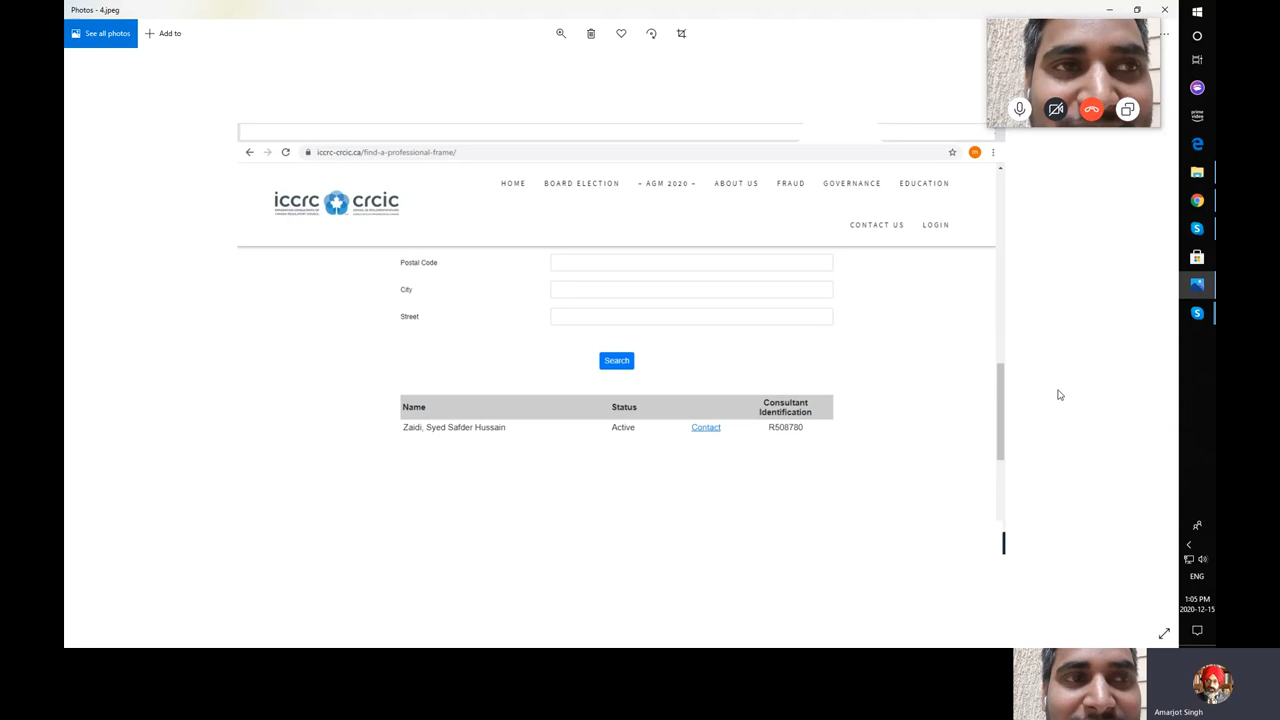 Photos - 4.jpeg
See all photos
Add to
iccrc-crcic.ca/find-a-professional-frame/
m
iccrc crcic
HOME BOARD ELECTION – AGM 2020 – ABOUT US FRAUD GOVERNANCE EDUCATION
CONTACT US LOGIN
Postal Code
City
Street
Search
Name Status Consultant Identification
Zaidi, Syed Safder Hussain Active Contact R508780
prime video
ENG
1:05 PM
2020-12-15
Amarjot Singh